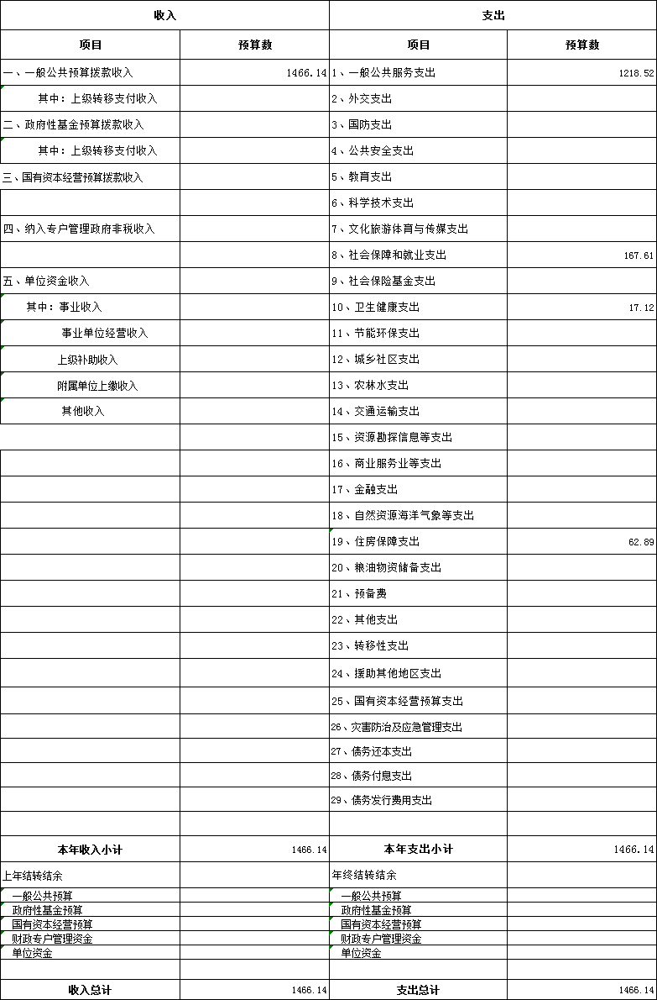 收入 支出
项目 预算数 项目 预算数
一、一般公共预算拨款收入 1466.14 1、一般公共服务支出 1218.52
其中：上级转移支付收入 2、外交支出
二、政府性基金预算拨款收入 3、国防支出
其中：上级转移支付收入 4、公共安全支出
三、国有资本经营预算拨款收入 5、教育支出
6、科学技术支出
四、纳入专户管理政府非税收入 7、文化旅游体育与传媒支出
8、社会保障和就业支出 167.61
五、单位资金收入 9、社会保险基金支出
其中：事业收入 10、卫生健康支出 17.12
事业单位经营收入 11、节能环保支出
上级补助收入 12、城乡社区支出
附属单位上缴收入 13、农林水支出
其他收入 14、交通运输支出
15、资源勘探信息等支出
16、商业服务业等支出
17、金融支出
18、自然资源海洋气象等支出
19、住房保障支出 62.89
20、粮油物资储备支出
21、预备费
22、其他支出
23、转移性支出
24、援助其他地区支出
25、国有资本经营预算支出
26、灾害防治及应急管理支出
27、债务还本支出
28、债务付息支出
29、债务发行费用支出
本年收入小计 1466.14 本年支出小计 1466.14
上年结转结余 年终结转结余
一般公共预算 一般公共预算
政府性基金预算 政府性基金预算
国有资本经营预算 国有资本经营预算
财政专户管理资金 财政专户管理资金
单位资金 单位资金
收入总计 1466.14 支出总计 1466.14